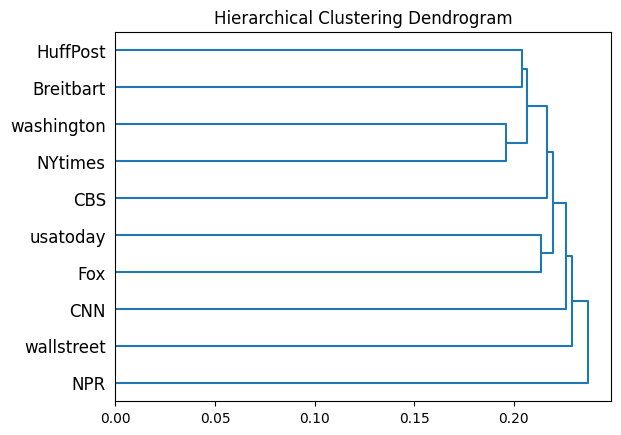 Hierarchical Clustering Dendrogram
HuffPost
Breitbart
washington
NYtimes
CBS
usatoday
Fox
CNN
wallstreet
NPR
0.00 0.05 0.10 0.15 0.20